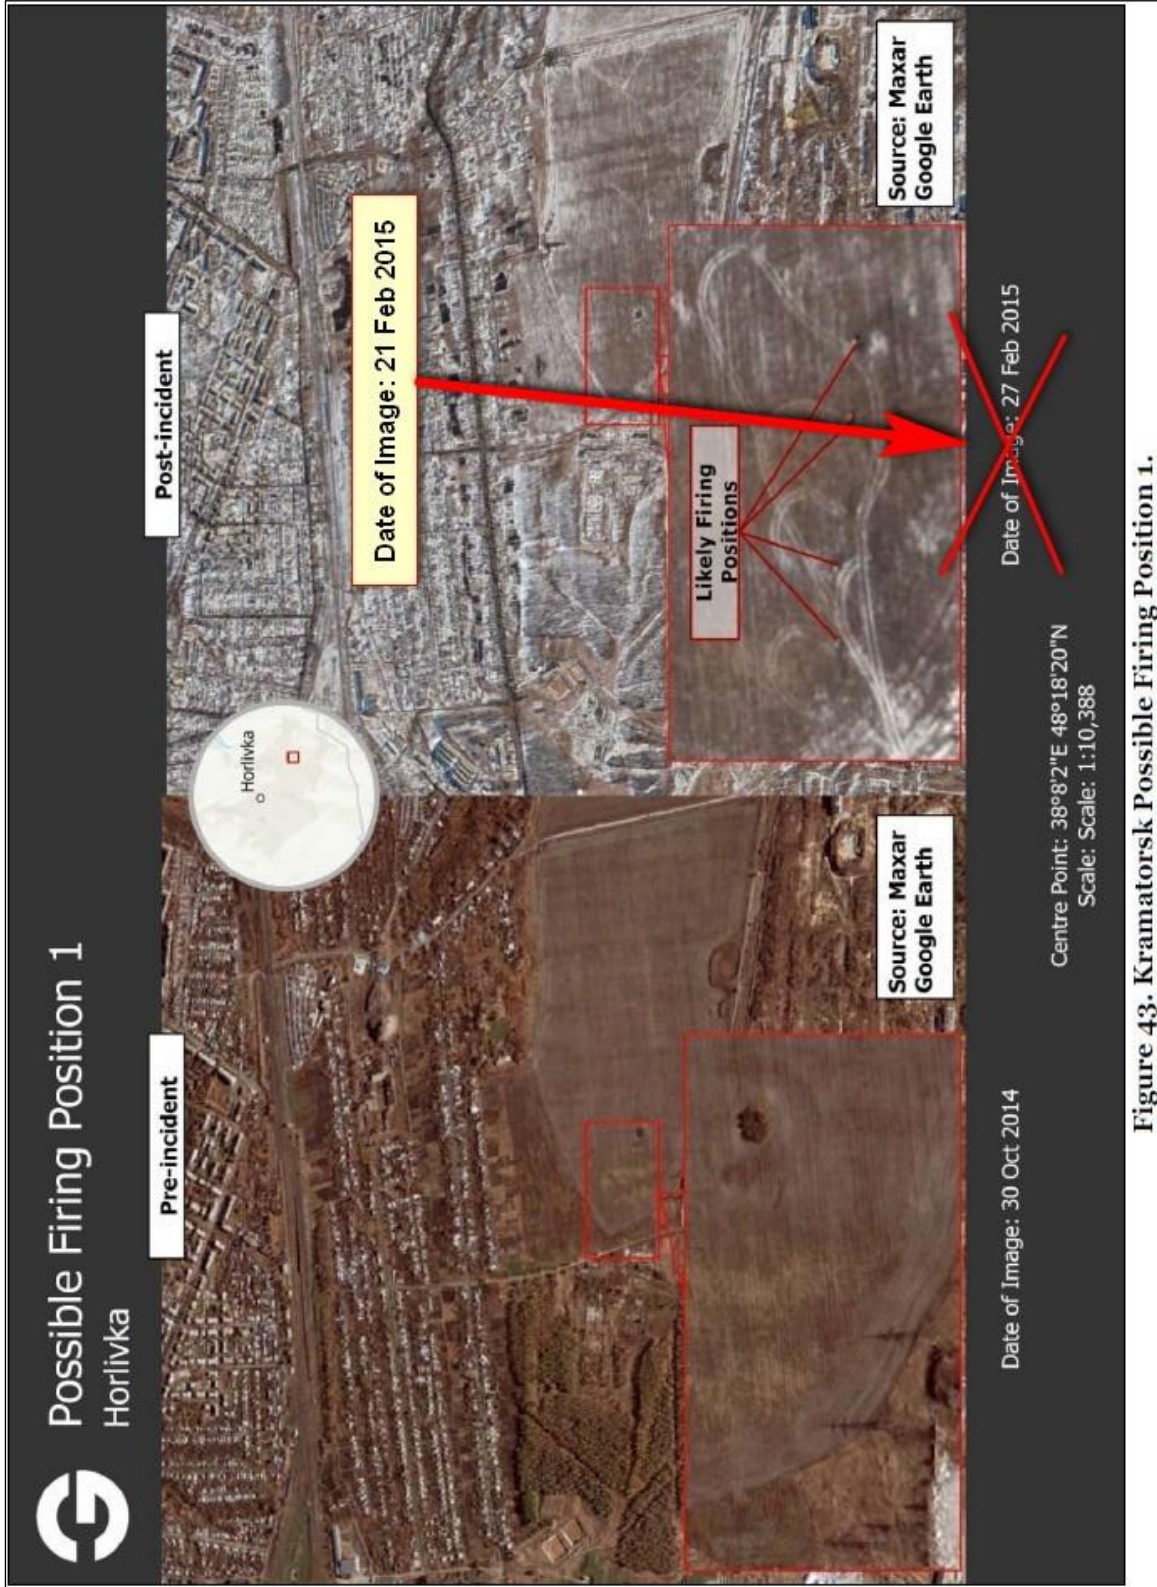 Possible Firing Position 1
Horlivka
Pre-incident
Post-incident
Horlivka
Date of Image: 21 Feb 2015
Likely Firing
Positions
Source: Maxar
Google Earth
Source: Maxar
Google Earth
Date of Image: 30 Oct 2014
Date of Image: 27 Feb 2015
Centre Point: 38°8'2"E 48°18'20"N
Scale: Scale: 1:10,388
Figure 43. Kramatorsk Possible Firing Position 1.